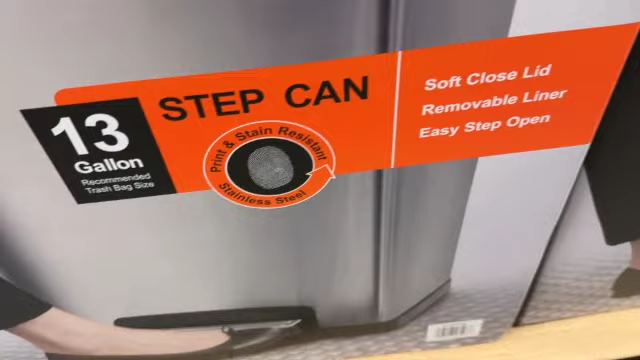 13
Gallon
Recommended
Trash Bag Size
STEP CAN
Print & Stain Resistant
Stainless Steel
Soft Close Lid
Removable Liner
Easy Step Open